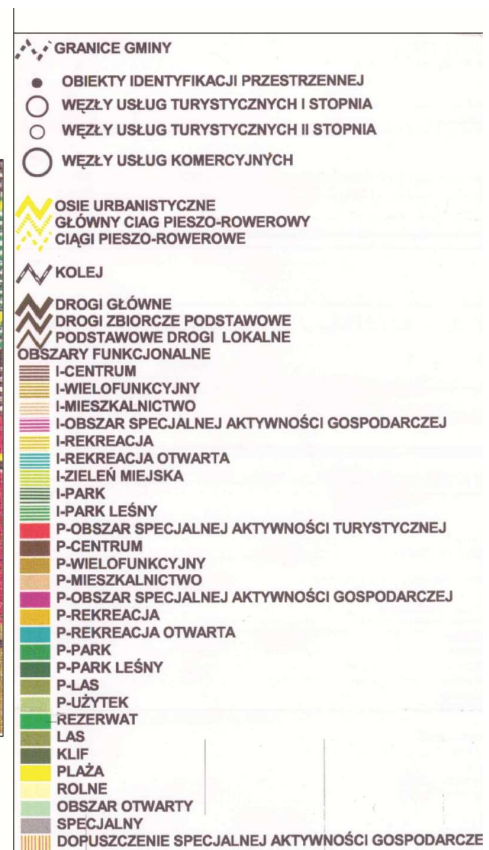 GRANICE GMINY
OBIEKTY IDENTYFIKACJI PRZESTRZENNEJ
WĘZŁY USŁUG TURYSTYCZNYCH I STOPNIA
WĘZŁY USŁUG TURYSTYCZNYCH II STOPNIA
WĘZŁY USŁUG KOMERCYJNYCH
OSIE URBANISTYCZNE
GŁÓWNY CIAG PIESZO-ROWEROWY
CIĄGI PIESZO-ROWEROWE
KOLEJ
DROGI GŁÓWNE
DROGI ZBIORCZE PODSTAWOWE
PODSTAWOWE DROGI LOKALNE
OBSZARY FUNKCJONALNE
I-CENTRUM
I-WIELOFUNKCYJNY
I-MIESZKALNICTWO
I-OBSZAR SPECJALNEJ AKTYWNOŚCI GOSPODARCZEJ
I-REKREACJA
I-REKREACJA OTWARTA
I-ZIELEŃ MIEJSKA
I-PARK
I-PARK LEŚNY
P-OBSZAR SPECJALNEJ AKTYWNOŚCI TURYSTYCZNEJ
P-CENTRUM
P-WIELOFUNKCYJNY
P-MIESZKALNICTWO
P-OBSZAR SPECJALNEJ AKTYWNOŚCI GOSPODARCZEJ
P-REKREACJA
P-REKREACJA OTWARTA
P-PARK
P-PARK LEŚNY
P-LAS
P-UŻYTEK
REZERWAT
LAS
KLIF
PLAŻA
ROLNE
OBSZAR OTWARTY
SPECJALNY
DOPUSZCZENIE SPECJALNEJ AKTYWNOŚCI GOSPODARCZE